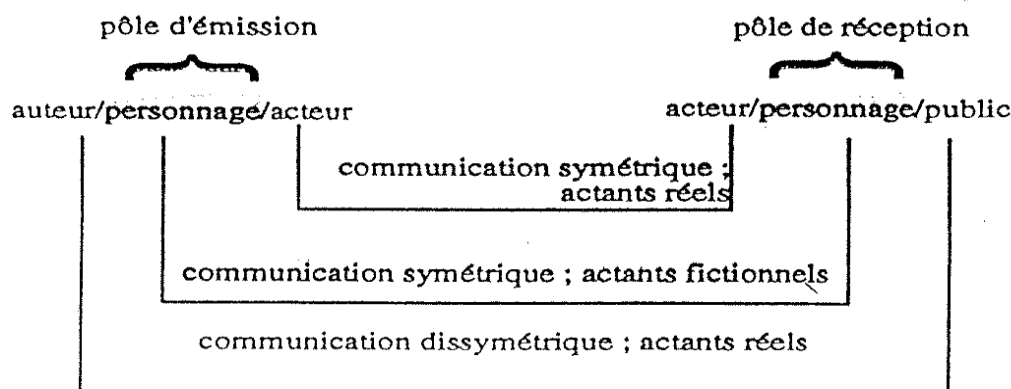 pôle d'émission pôle de réception
auteur/personnage/acteur acteur/personnage/public
communication symétrique ;
actants réels
communication symétrique ; actants fictionnels
communication dissymétrique ; actants réels